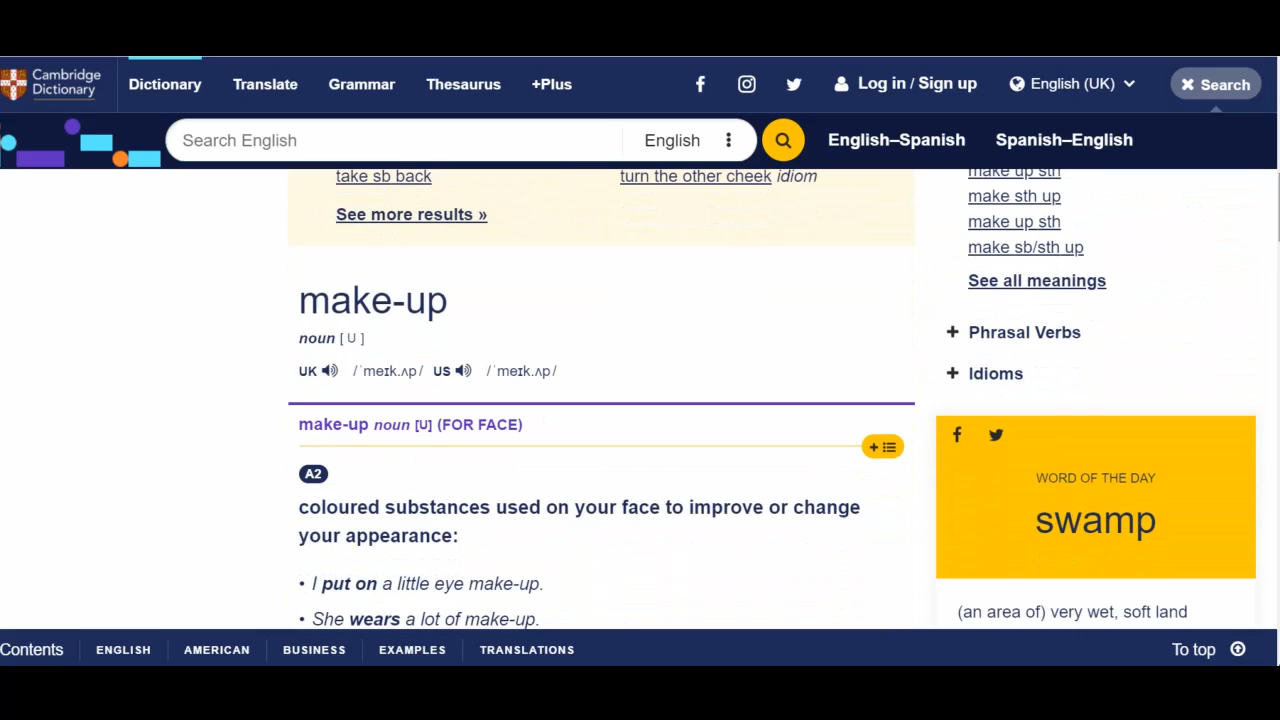 Cambridge
Dictionary
Dictionary
Translate
Grammar
Thesaurus
+Plus
Log in / Sign up
English (UK)
Search
Search English
English
English–Spanish
Spanish–English
take sb back
turn the other cheek idiom
See more results »
make-up
noun [ U ]
UK /ˈmeɪk.ʌp/ US /ˈmeɪk.ʌp/
make-up noun [U] (FOR FACE)
A2
coloured substances used on your face to improve or change
your appearance:
• I put on a little eye make-up.
• She wears a lot of make-up.
make up sth
make sth up
make up sth
make sb/sth up
See all meanings
+ Phrasal Verbs
+ Idioms
WORD OF THE DAY
swamp
(an area of) very wet, soft land
Contents
ENGLISH
AMERICAN
BUSINESS
EXAMPLES
TRANSLATIONS
To top